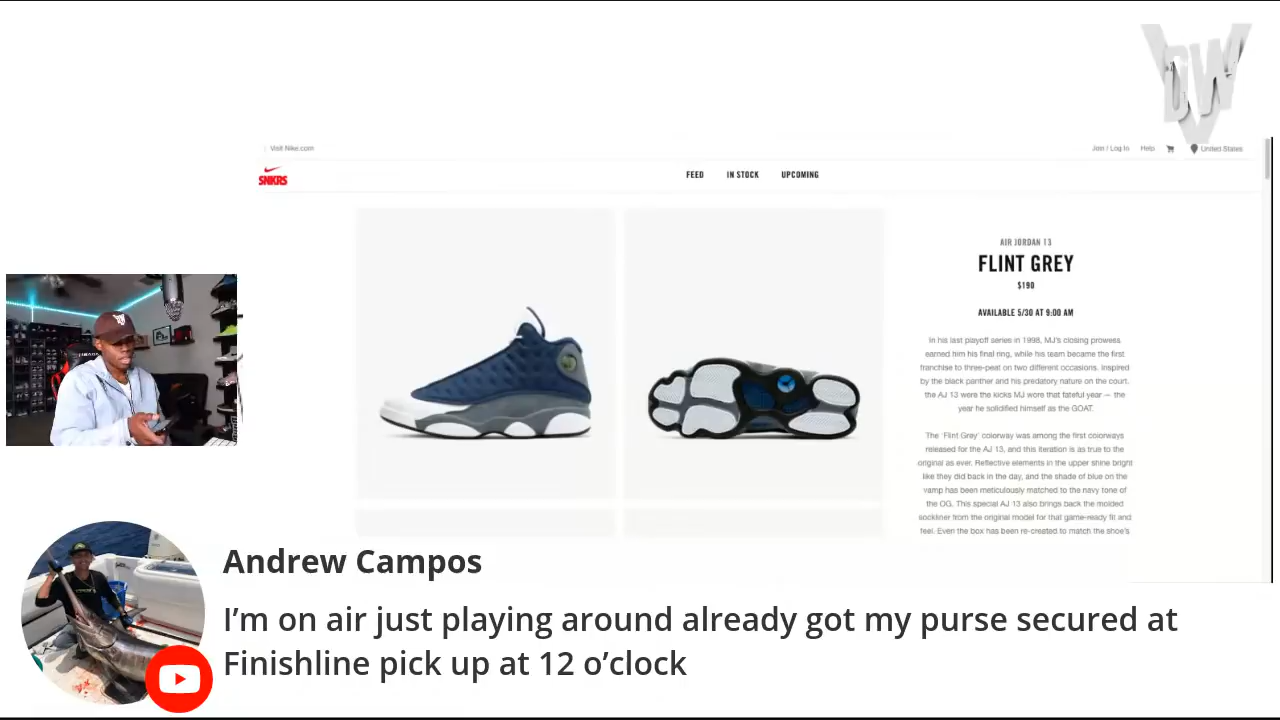 DW
Visit Nike.com
Join / Log In Help United States
SNKRS
FEED IN STOCK UPCOMING
AIR JORDAN 13
FLINT GREY
$190
AVAILABLE 5/30 AT 9:00 AM
In his last playoff series in 1998, MJ's closing prowess
earned him his final ring, while his team became the first
franchise to three-peat on two different occasions. Inspired
by the black panther and his predatory nature on the court,
the AJ 13 were the kicks MJ wore that fateful year — the
year he solidified himself as the GOAT.
The 'Flint Grey' colorway was among the first colorways
released for the AJ 13, and this iteration is as true to the
original as ever. Reflective elements in the upper shine bright
like they did back in the day, and the shade of blue on the
vamp has been meticulously matched to the navy tone of
the OG. This special AJ 13 also brings back the molded
sockliner from the original model for that game-ready fit and
feel. Even the box has been re-created to match the shoe's
Andrew Campos
I'm on air just playing around already got my purse secured at
Finishline pick up at 12 o'clock